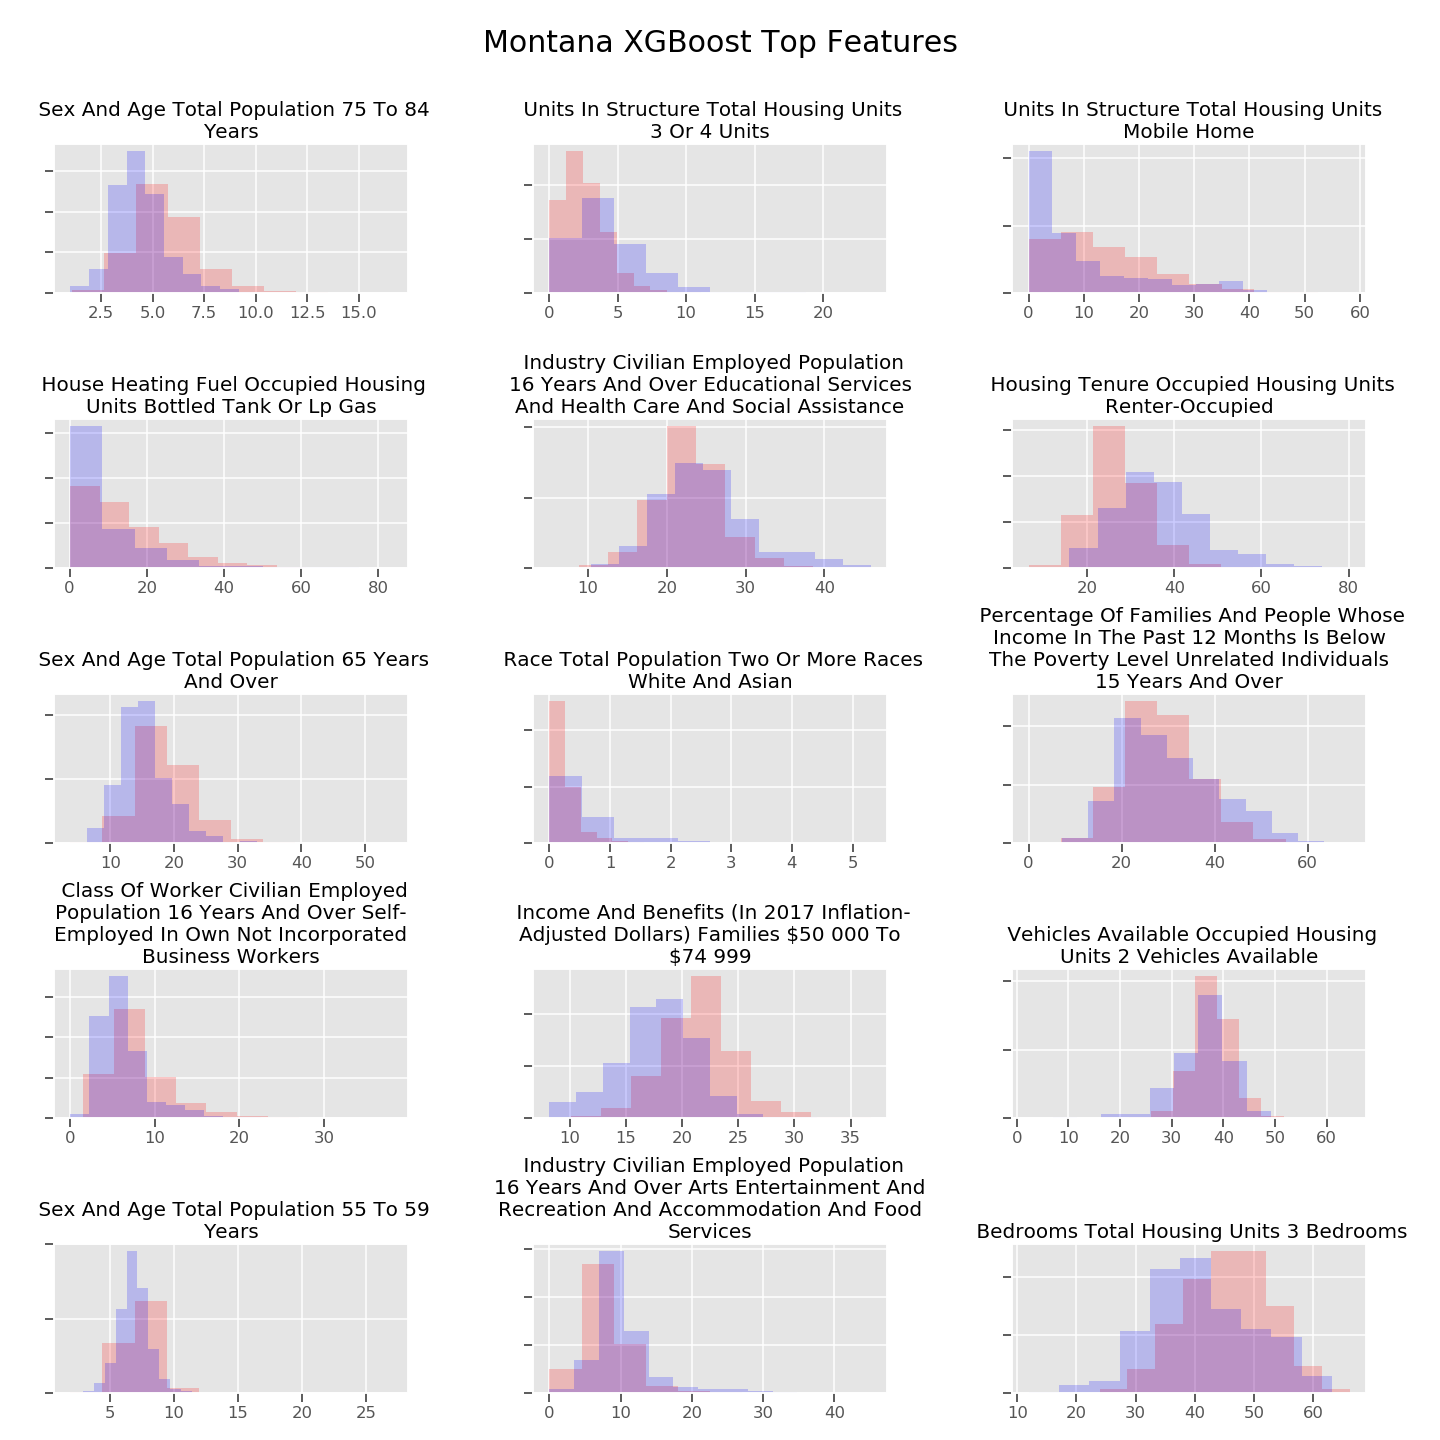 Montana XGBoost Top Features
Sex And Age Total Population 75 To 84
Years
2.5 5.0 7.5 10.0 12.5 15.0
Units In Structure Total Housing Units
3 Or 4 Units
0 5 10 15 20
Units In Structure Total Housing Units
Mobile Home
0 10 20 30 40 50 60
House Heating Fuel Occupied Housing
Units Bottled Tank Or Lp Gas
0 20 40 60 80
Industry Civilian Employed Population
16 Years And Over Educational Services
And Health Care And Social Assistance
10 20 30 40
Housing Tenure Occupied Housing Units
Renter-Occupied
20 40 60 80
Sex And Age Total Population 65 Years
And Over
10 20 30 40 50
Race Total Population Two Or More Races
White And Asian
0 1 2 3 4 5
Percentage Of Families And People Whose
Income In The Past 12 Months Is Below
The Poverty Level Unrelated Individuals
15 Years And Over
0 20 40 60
Class Of Worker Civilian Employed
Population 16 Years And Over Self-
Employed In Own Not Incorporated
Business Workers
0 10 20 30
Income And Benefits (In 2017 Inflation-
Adjusted Dollars) Families $50 000 To
$74 999
10 15 20 25 30 35
Vehicles Available Occupied Housing
Units 2 Vehicles Available
0 10 20 30 40 50 60
Sex And Age Total Population 55 To 59
Years
5 10 15 20 25
Industry Civilian Employed Population
16 Years And Over Arts Entertainment And
Recreation And Accommodation And Food
Services
0 10 20 30 40
Bedrooms Total Housing Units 3 Bedrooms
10 20 30 40 50 60